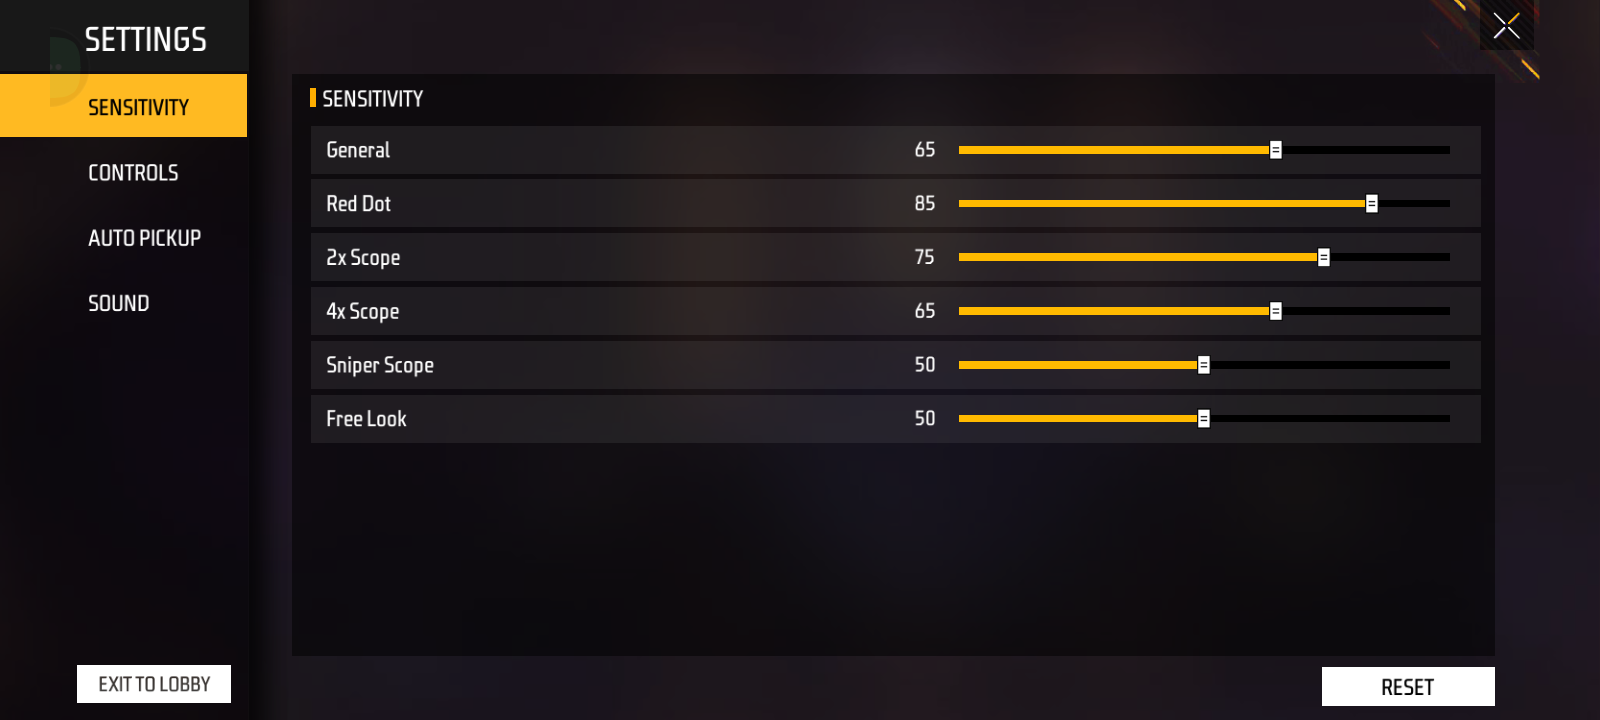 SETTINGS
SENSITIVITY
CONTROLS
AUTO PICKUP
SOUND
EXIT TO LOBBY
SENSITIVITY
General 65
Red Dot 85
2x Scope 75
4x Scope 65
Sniper Scope 50
Free Look 50
RESET